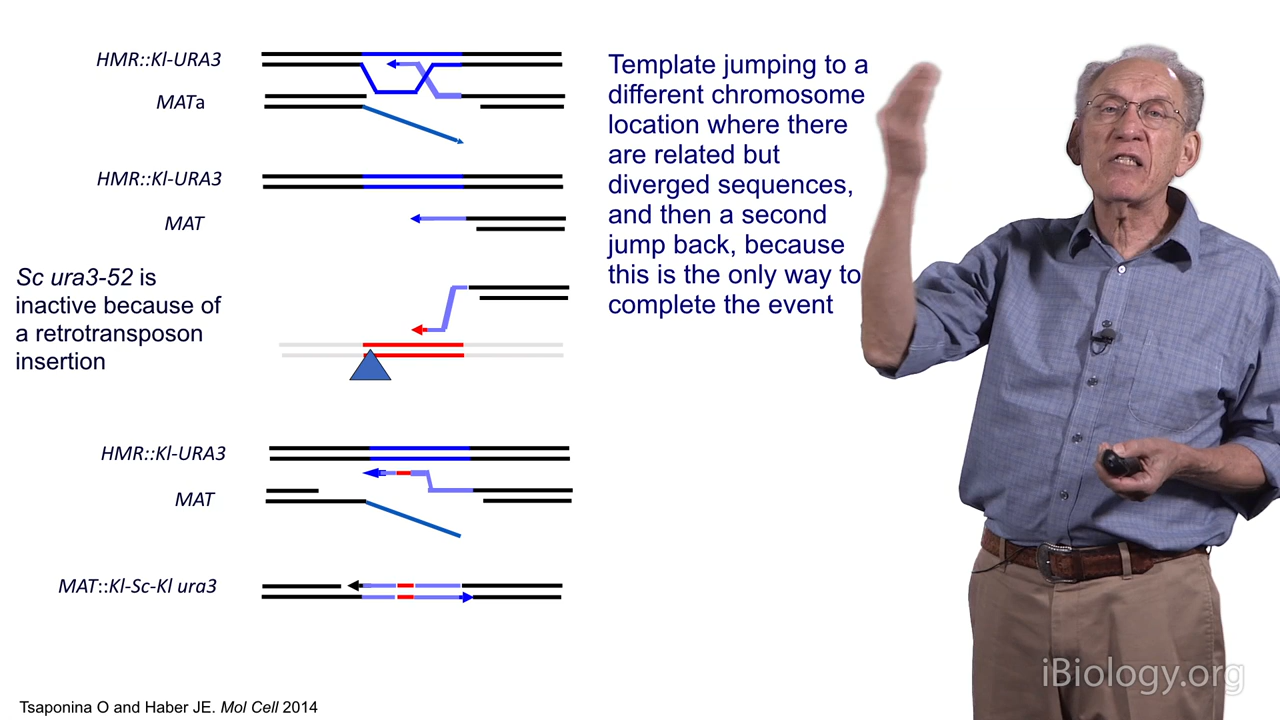 HMR::Kl-URA3
MATa
HMR::Kl-URA3
MAT
Sc ura3-52 is
inactive because of
a retrotransposon
insertion
HMR::Kl-URA3
MAT
MAT::Kl-Sc-Kl ura3
Template jumping to a
different chromosome
location where there
are related but
diverged sequences,
and then a second
jump back, because
this is the only way to
complete the event
Tsaponina O and Haber JE. Mol Cell 2014
iBiology.org